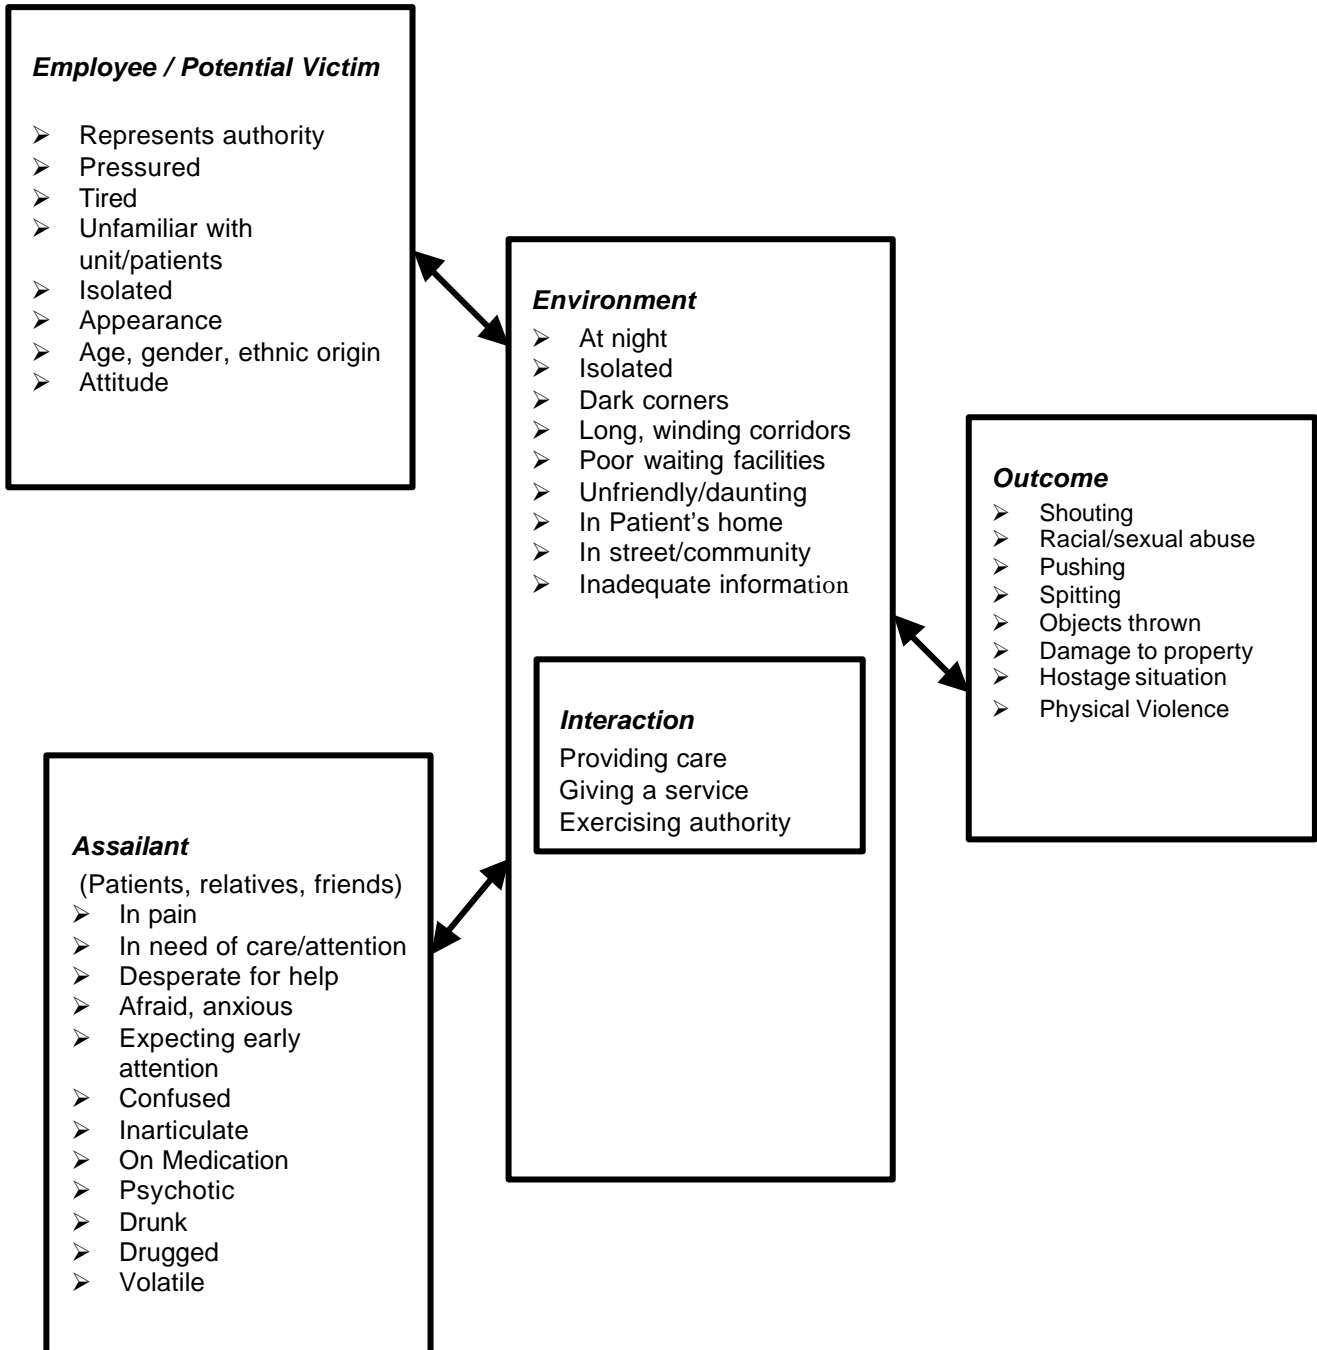 Employee / Potential Victim
➢ Represents authority
➢ Pressured
➢ Tired
➢ Unfamiliar with
unit/patients
➢ Isolated
➢ Appearance
➢ Age, gender, ethnic origin
➢ Attitude
Environment
➢ At night
➢ Isolated
➢ Dark corners
➢ Long, winding corridors
➢ Poor waiting facilities
➢ Unfriendly/daunting
➢ In Patient’s home
➢ In street/community
➢ Inadequate information
Interaction
Providing care
Giving a service
Exercising authority
Outcome
➢ Shouting
➢ Racial/sexual abuse
➢ Pushing
➢ Spitting
➢ Objects thrown
➢ Damage to property
➢ Hostage situation
➢ Physical Violence
Assailant
(Patients, relatives, friends)
➢ In pain
➢ In need of care/attention
➢ Desperate for help
➢ Afraid, anxious
➢ Expecting early
attention
➢ Confused
➢ Inarticulate
➢ On Medication
➢ Psychotic
➢ Drunk
➢ Drugged
➢ Volatile